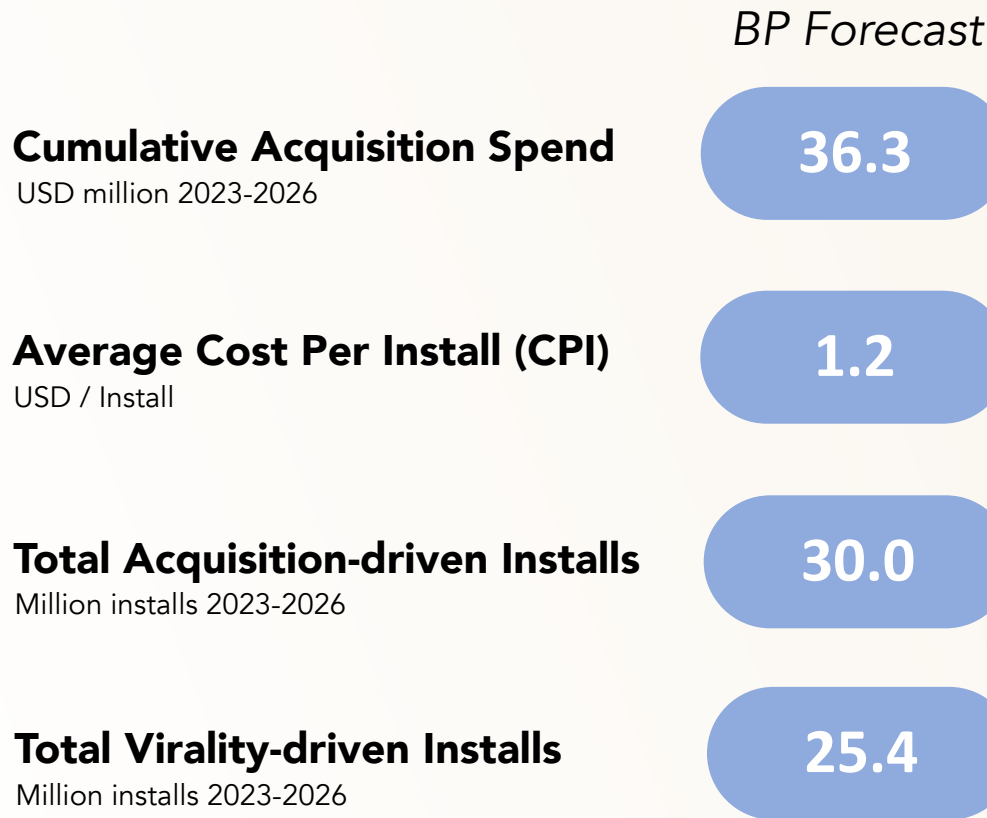 BP Forecast
Cumulative Acquisition Spend
36.3
USD million 2023-2026
Average Cost Per Install (CPI)
1.2
USD / Install
Total Acquisition-driven Installs
30.0
Million installs 2023-2026
Total Virality-driven Installs
25.4
Million installs 2023-2026